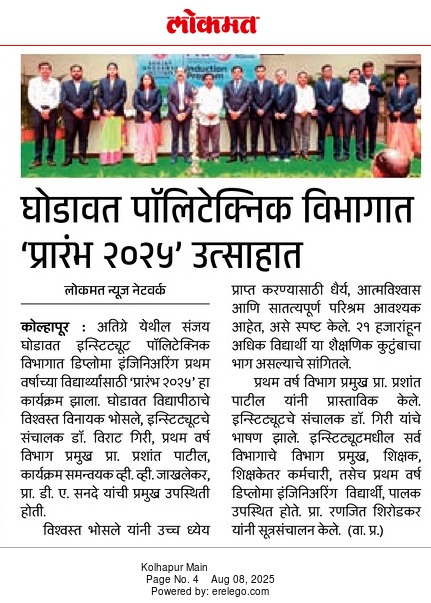 लोकमत
Induction
Program
घोडावत पॉलिटेक्निक विभागात
‘प्रारंभ २०२५’ उत्साहात
लोकमत न्यूज नेटवर्क
कोल्हापूर : अतिग्रे येथील संजय
घोडावत इन्स्टिट्यूट पॉलिटेक्निक
विभागात डिप्लोमा इंजिनिअरिंग प्रथम
वर्षाच्या विद्यार्थ्यांसाठी ‘प्रारंभ २०२५’ हा
कार्यक्रम झाला. घोडावत विद्यापीठाचे
विश्वस्त विनायक भोसले, इन्स्टिट्यूटचे
संचालक डॉ. विराट गिरी, प्रथम वर्ष
विभाग प्रमुख प्रा. प्रशांत पाटील,
कार्यक्रम समन्वयक व्ही. व्ही. जाखलेकर,
प्रा. डी. ए. सनदे यांची प्रमुख उपस्थिती
होती.
विश्वस्त भोसले यांनी उच्च ध्येय
प्राप्त करण्यासाठी धैर्य, आत्मविश्वास
आणि सातत्यपूर्ण परिश्रम आवश्यक
आहेत, असे स्पष्ट केले. २१ हजारांहून
अधिक विद्यार्थी या शैक्षणिक कुटुंबाचा
भाग असल्याचे सांगितले.
प्रथम वर्ष विभाग प्रमुख प्रा. प्रशांत
पाटील यांनी प्रास्ताविक केले.
इन्स्टिट्यूटचे संचालक डॉ. गिरी यांचे
भाषण झाले. इन्स्टिट्यूटमधील सर्व
विभागाचे विभाग प्रमुख, शिक्षक,
शिक्षकेतर कर्मचारी, तसेच प्रथम वर्ष
डिप्लोमा इंजिनिअरिंग विद्यार्थी, पालक
उपस्थित होते. प्रा. रणजित शिरोडकर
यांनी सूत्रसंचालन केले. (वा. प्र.)
Kolhapur Main
Page No. 4 Aug 08, 2025
Powered by: erelego.com